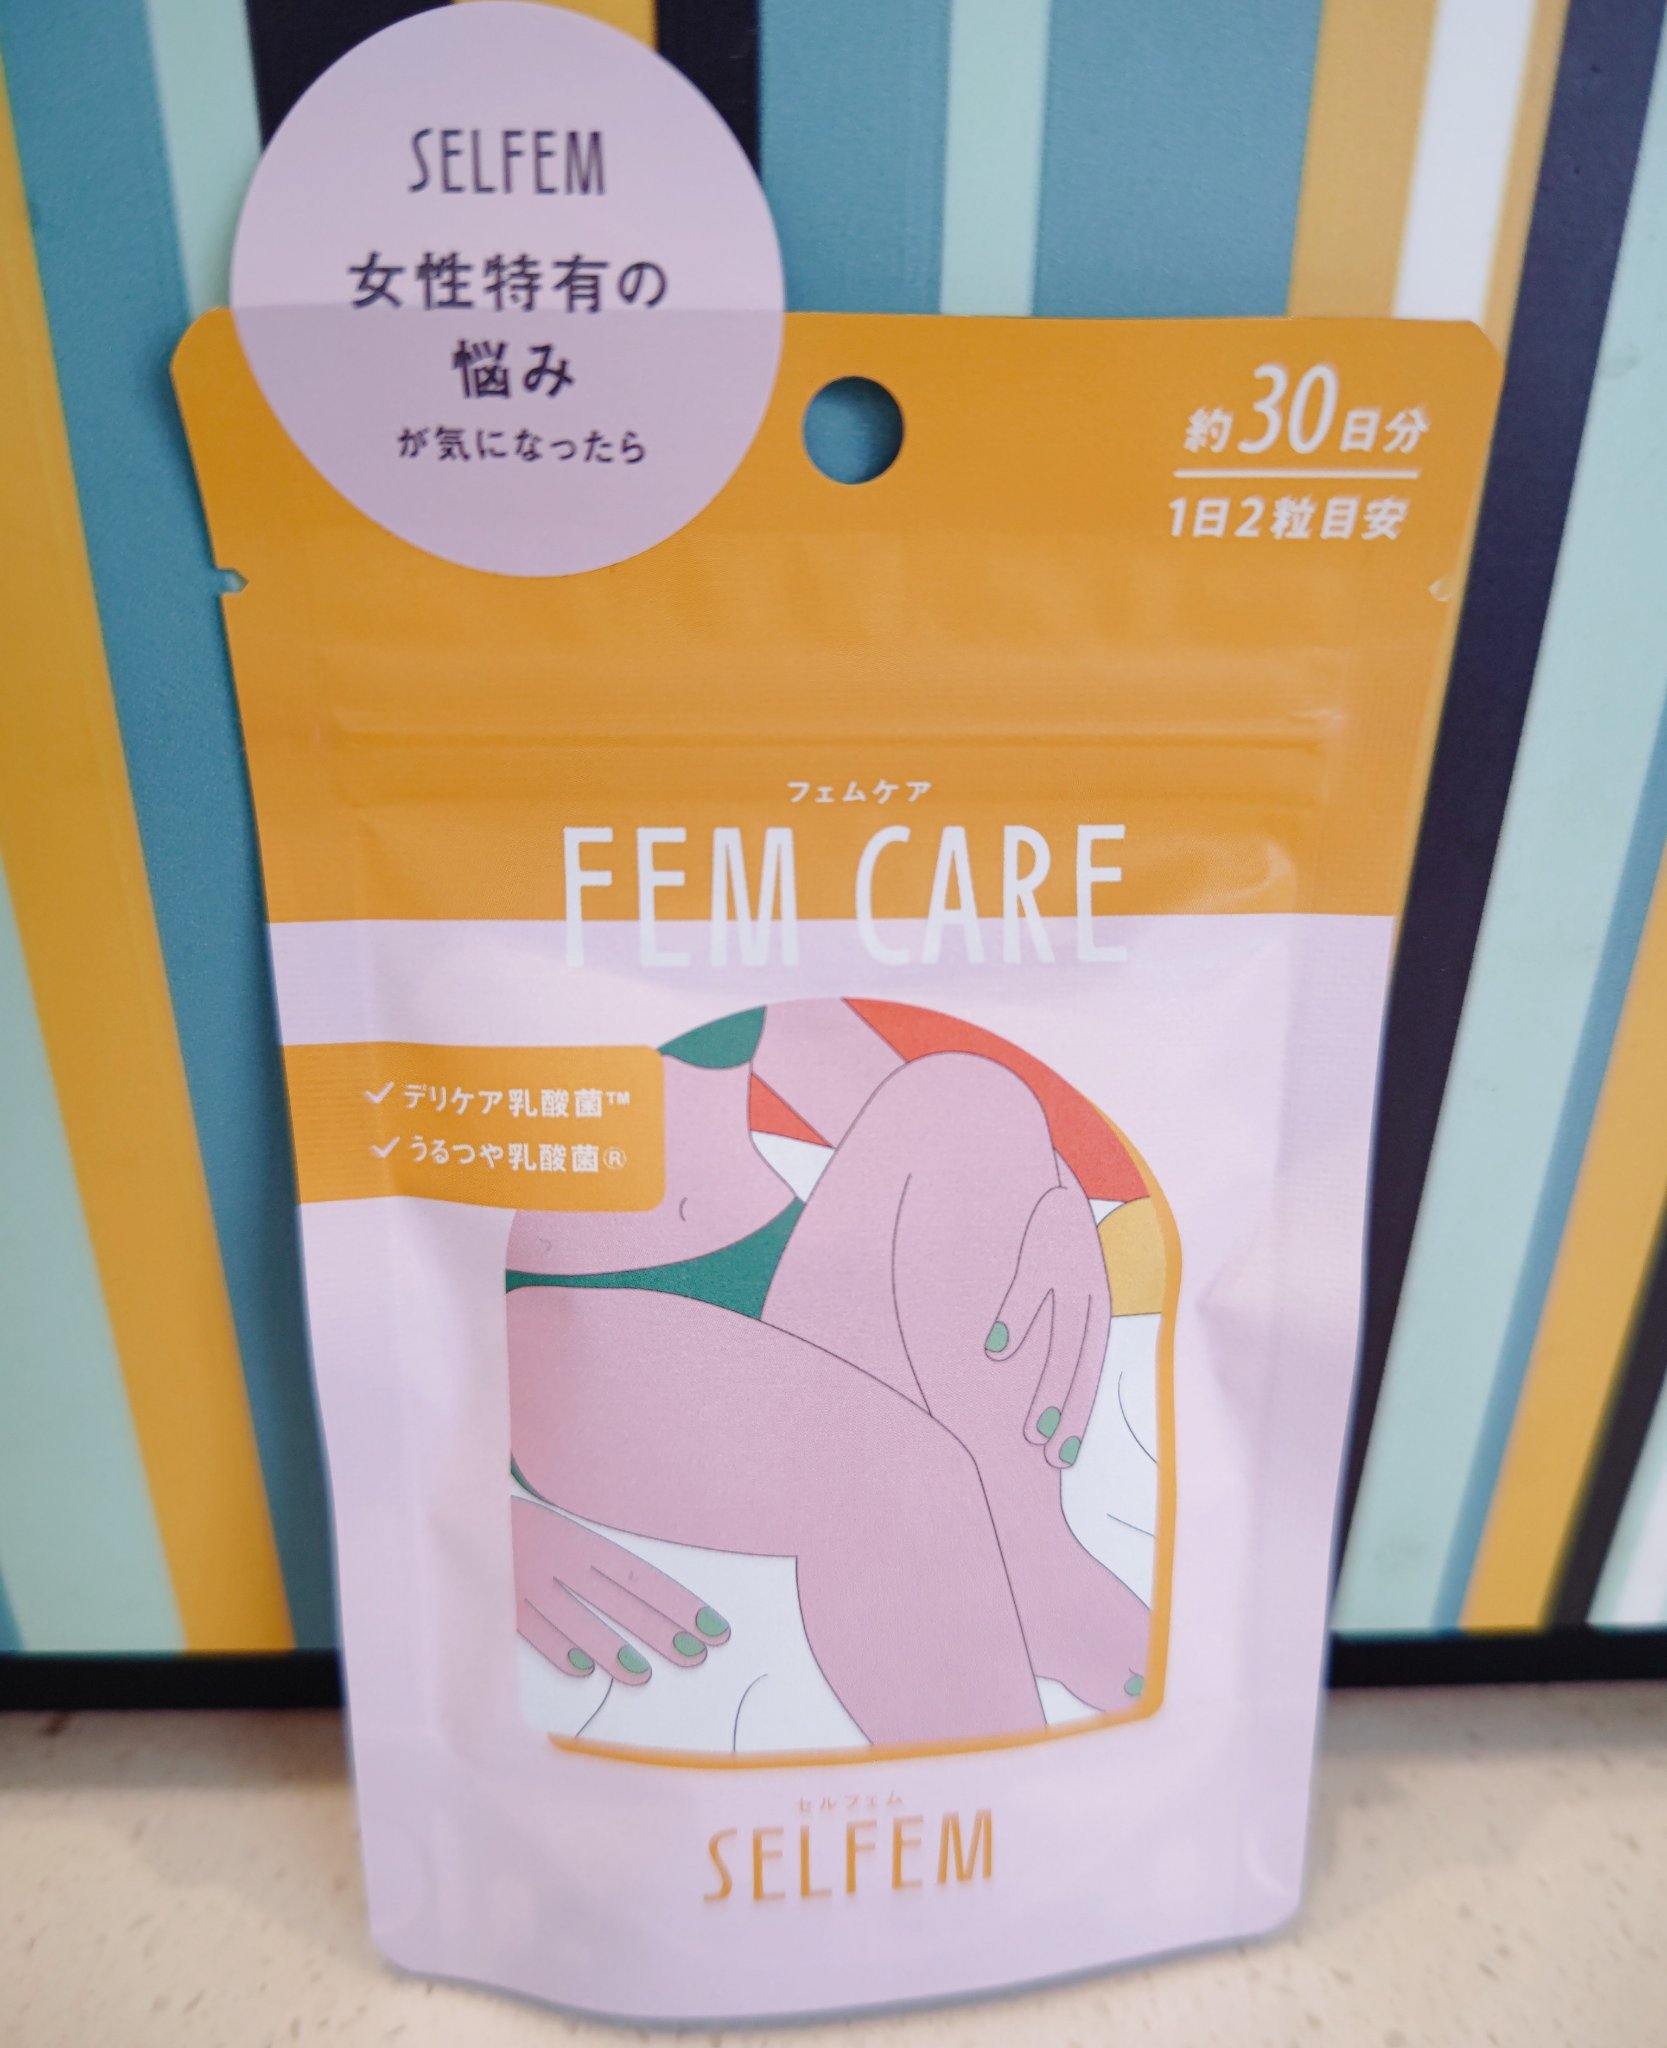 SELFEM
女性特有の
悩み
が気になったら
約30日分
1日2粒目安
フェムケア
FEM CARE
✓デリケア乳酸菌™
✓うるつや乳酸菌®
セルフェム
SELFEM